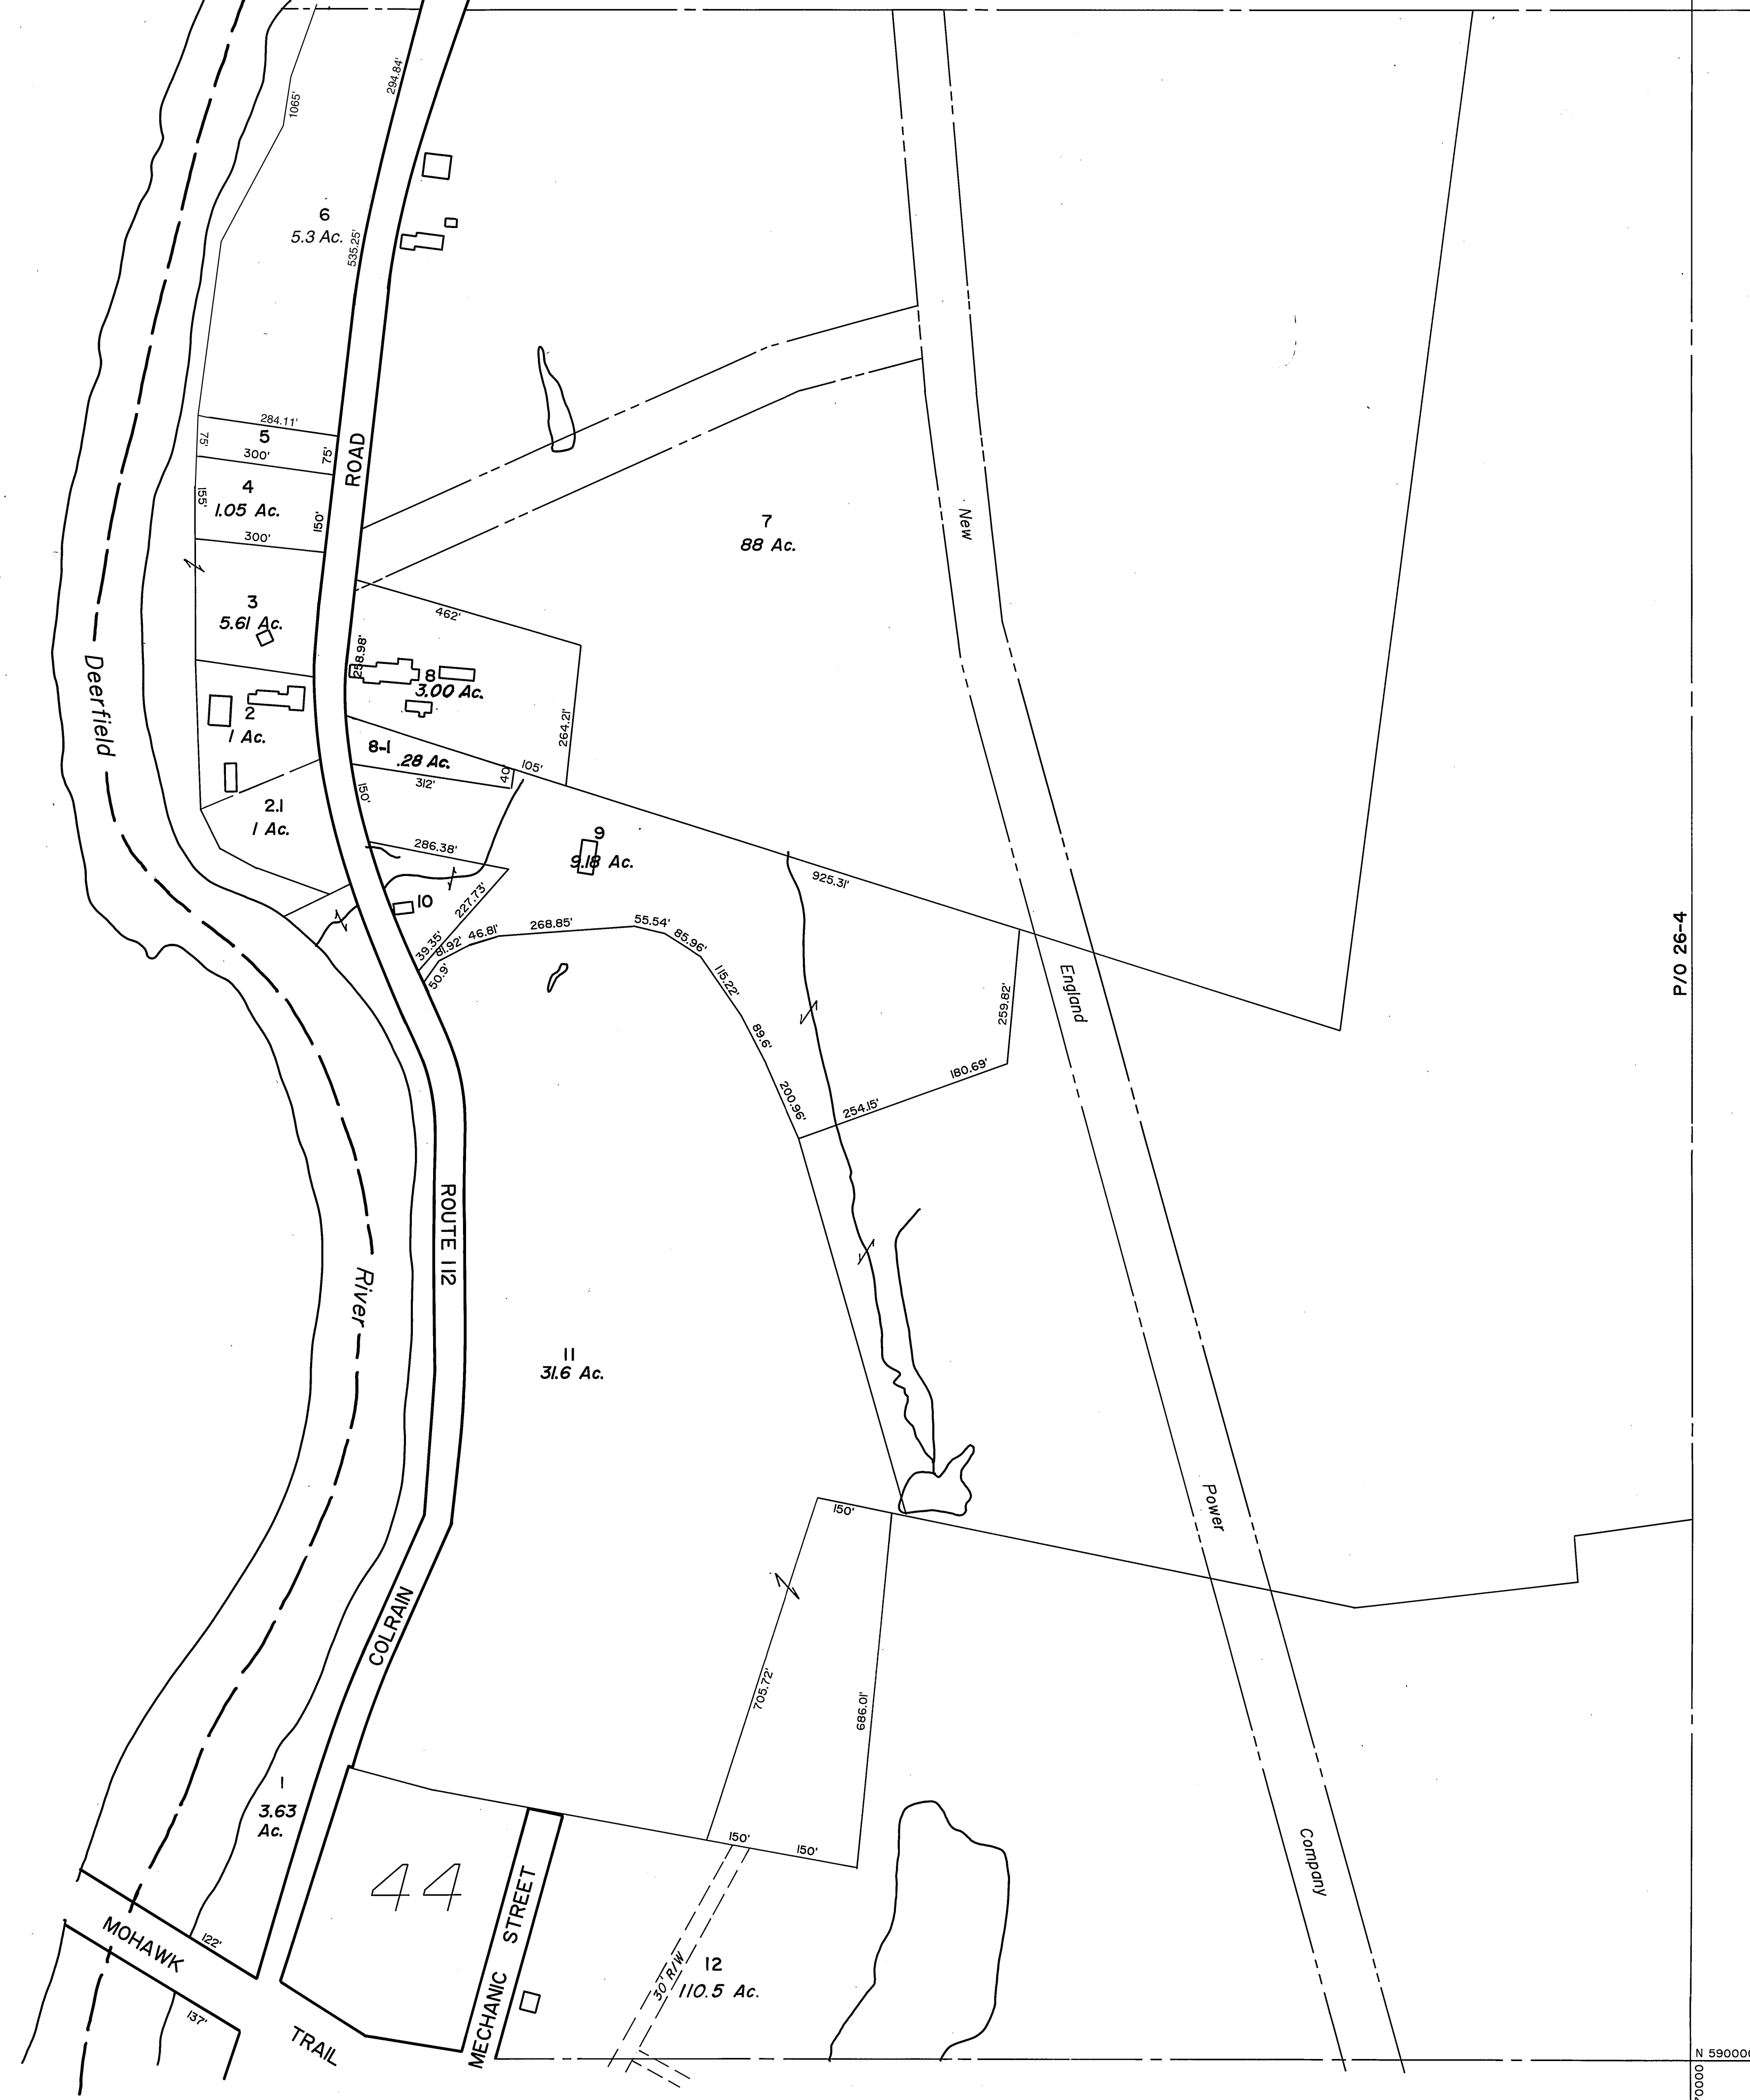 294.84'
1065'
6
5.3 Ac.
535.25'
284.11'
5
75'
75'
300'
ROAD
4
1.05 Ac.
155'
150'
300'
New
7
88 Ac.
3
5.61 Ac.
462'
258.98'
8
3.00 Ac.
Deerfield
2
1 Ac.
264.21'
8-1
.28 Ac.
40'
105'
312'
150'
2.1
1 Ac.
286.38'
9
9.18 Ac.
925.31'
10
227.73'
39.35'
81.92'
46.81'
268.85'
55.54'
85.96'
50.9'
115.22'
England
259.82'
P/O 26-4
89.6'
180.69'
200.96'
254.15'
ROUTE 112
River
11
31.6 Ac.
150'
Power
COLRAIN
705.72'
686.01'
1
3.63
Ac.
150'
150'
Company
44
MECHANIC STREET
MOHAWK
122'
137'
TRAIL
30' R/W
12
110.5 Ac.
N 590000
70000